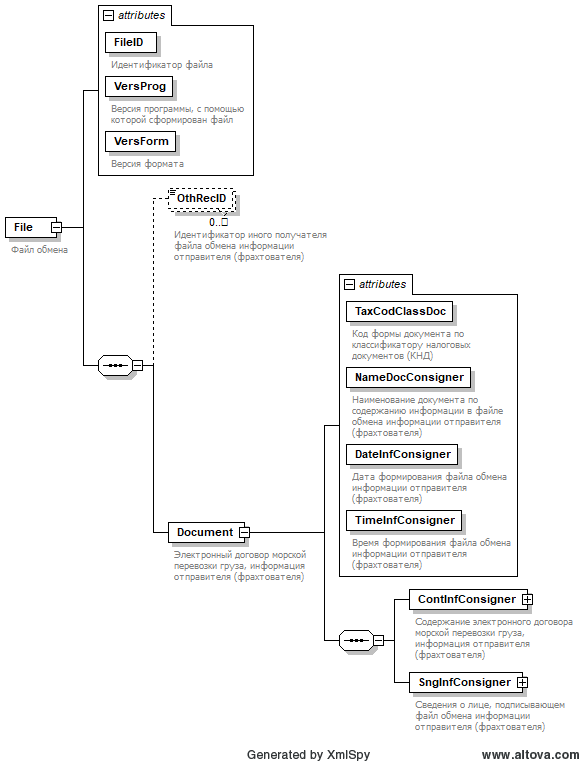 attributes
FileID
Идентификатор файла
VersProg
Версия программы, с помощью
которой сформирован файл
VersForm
Версия формата
File
Файл обмена
OthRecID
0..□
Идентификатор иного получателя
файла обмена информации
отправителя (фрахтователя)
attributes
TaxCodClassDoc
Код формы документа по
классификатору налоговых
документов (КНД)
NameDocConsigner
Наименование документа по
содержанию информации в файле
обмена информации отправителя
(фрахтователя)
DateInfConsigner
Дата формирования файла обмена
информации отправителя
(фрахтователя)
TimeInfConsigner
Время формирования файла обмена
информации отправителя
(фрахтователя)
Document
Электронный договор морской
перевозки груза, информация
отправителя (фрахтователя)
ContInfConsigner
Содержание электронного договора
морской перевозки груза,
информация отправителя
(фрахтователя)
SngInfConsigner
Сведения о лице, подписывающем
файл обмена информации
отправителя (фрахтователя)
Generated by XmlSpy
www.altova.com